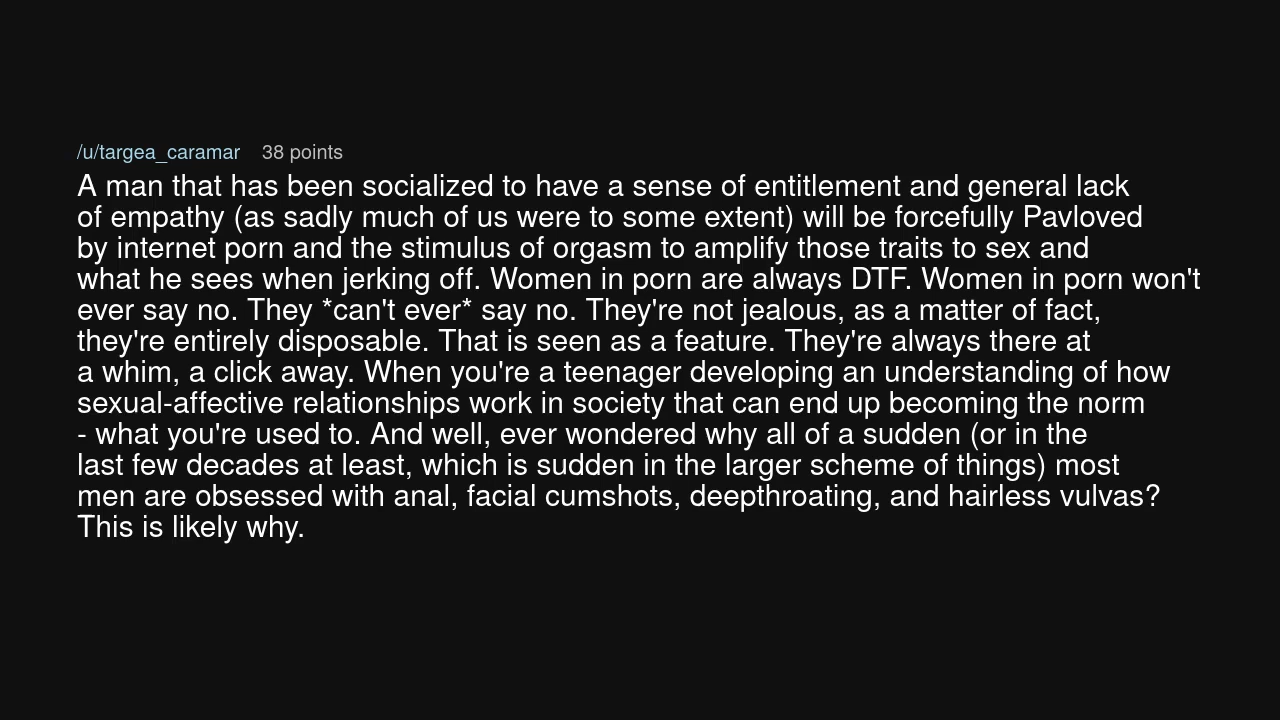 /u/targea_caramar 38 points
A man that has been socialized to have a sense of entitlement and general lack
of empathy (as sadly much of us were to some extent) will be forcefully Pavloved
by internet porn and the stimulus of orgasm to amplify those traits to sex and
what he sees when jerking off. Women in porn are always DTF. Women in porn won't
ever say no. They *can't ever* say no. They're not jealous, as a matter of fact,
they're entirely disposable. That is seen as a feature. They're always there at
a whim, a click away. When you're a teenager developing an understanding of how
sexual-affective relationships work in society that can end up becoming the norm
- what you're used to. And well, ever wondered why all of a sudden (or in the
last few decades at least, which is sudden in the larger scheme of things) most
men are obsessed with anal, facial cumshots, deepthroating, and hairless vulvas?
This is likely why.